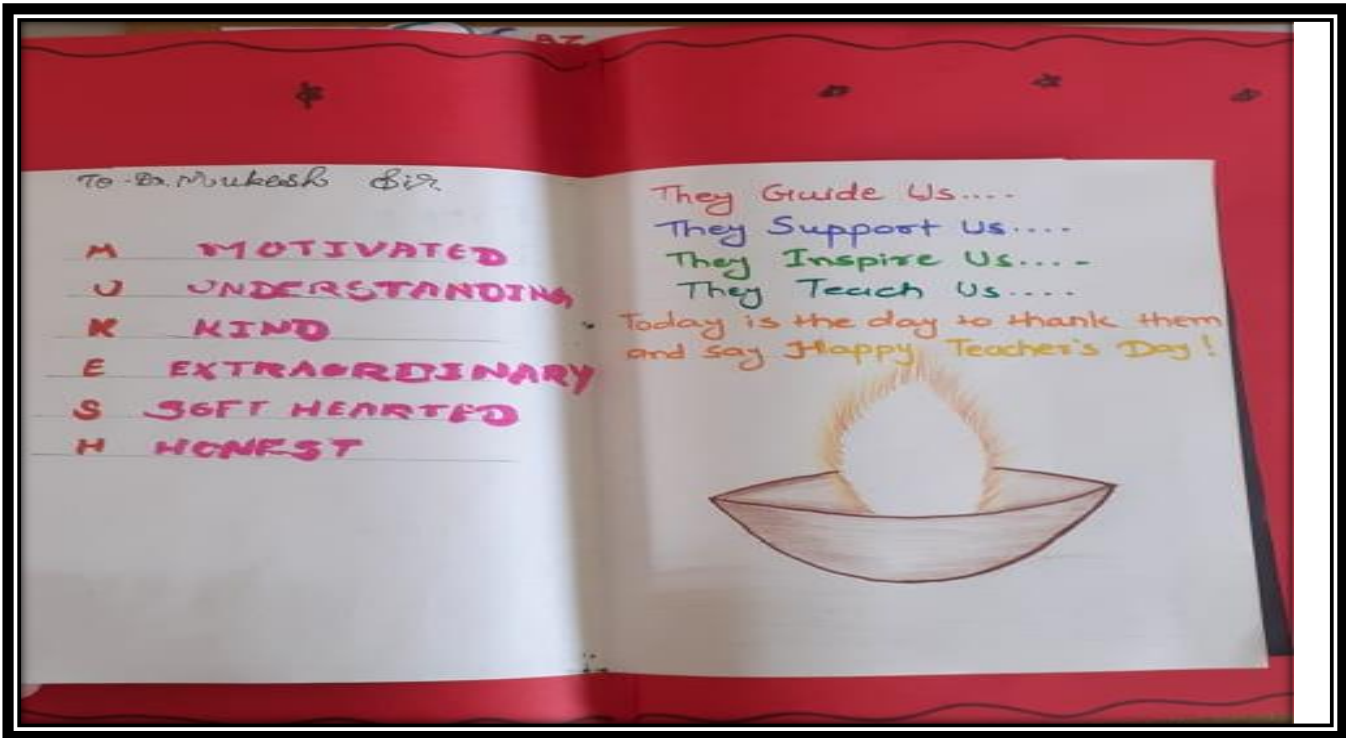 To - Dr. Mukesh Sir
M MOTIVATED
U UNDERSTANDING
K KIND
E EXTRAORDINARY
S SOFT HEARTED
H HONEST
They Guide Us....
They Support Us....
They Inspire Us....
They Teach Us....
Today is the day to thank them
and say Happy Teacher's Day!